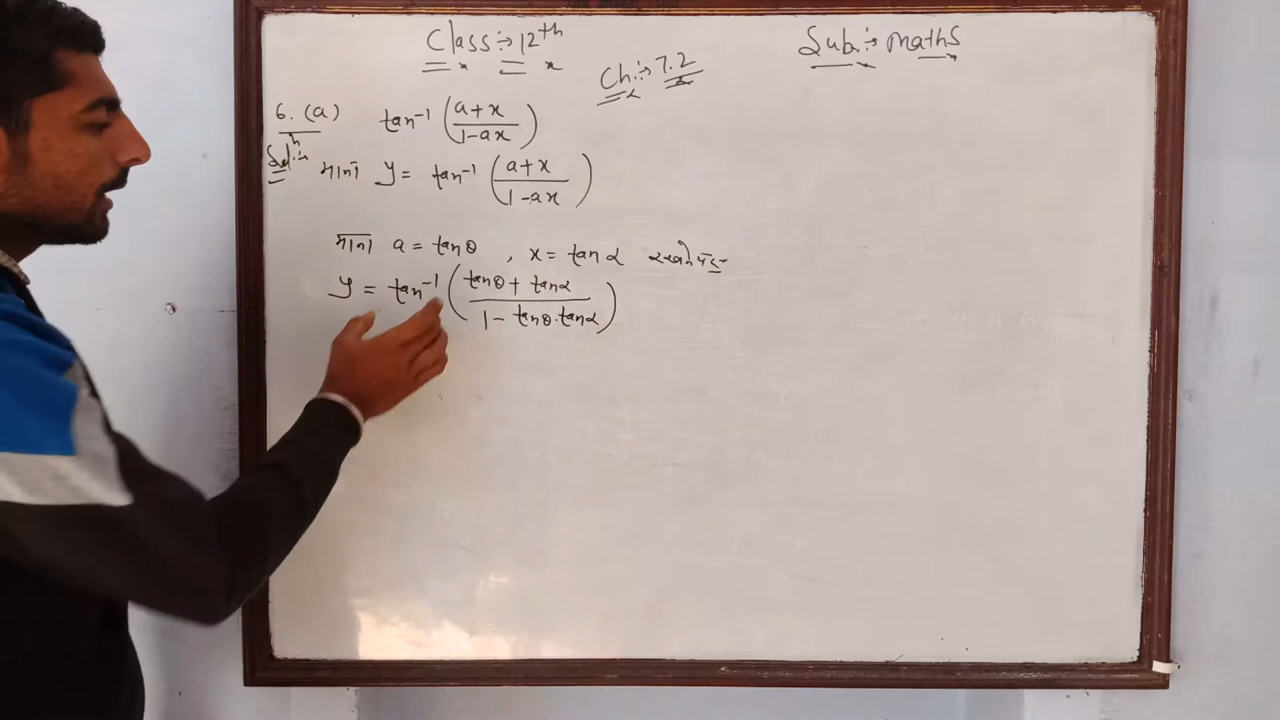 Class :- 12th
Sub. :- Maths
Ch. :- 7.2
6. (a) tan⁻¹ (a+x / 1-ax)
Solⁿ :- माना y = tan⁻¹ (a+x / 1-ax)
माना a = tanθ , x = tanα रखने पर -
y = tan⁻¹ (tanθ + tanα / 1 - tanθ.tanα)